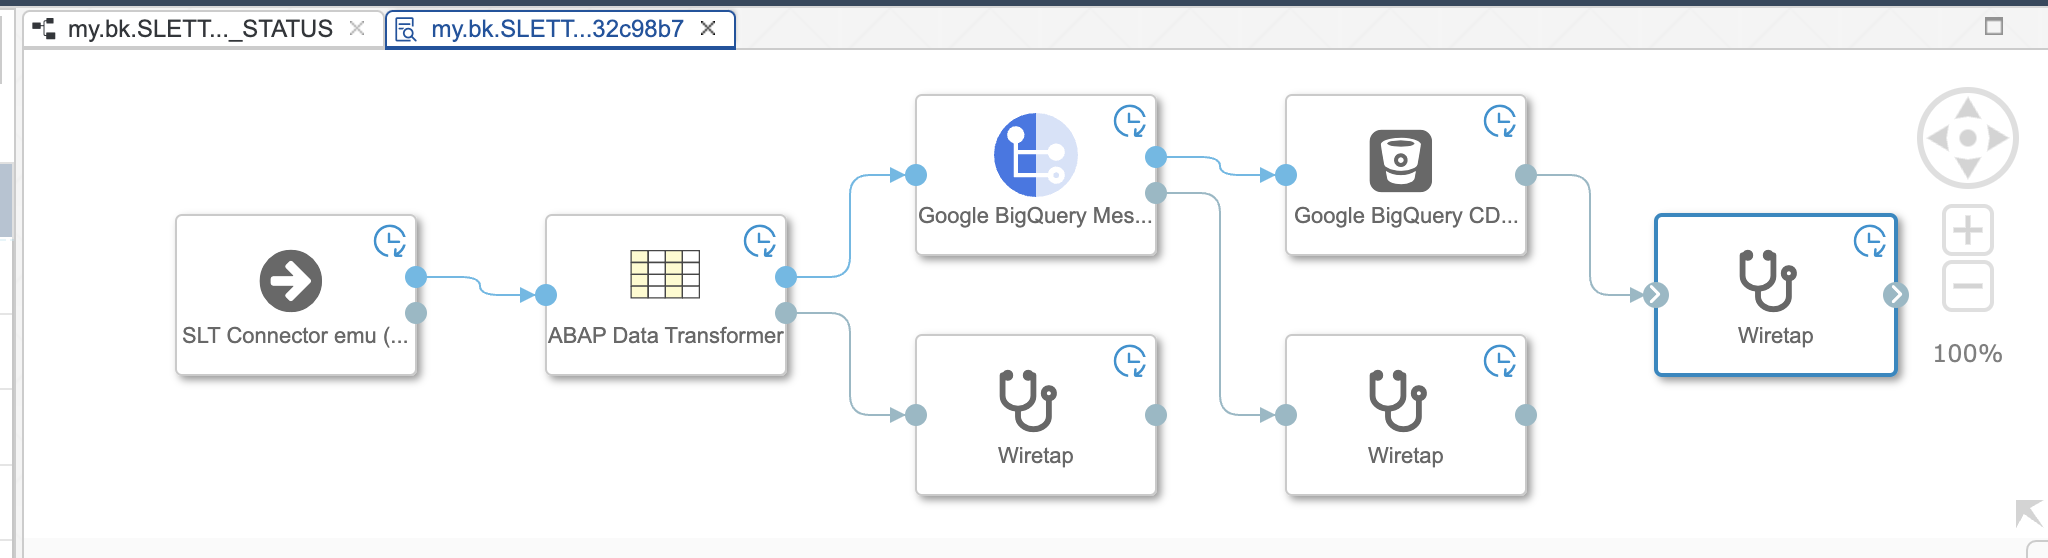 my.bk.SLETT..._STATUS
my.bk.SLETT...32c98b7
Google BigQuery Mes...
Google BigQuery CD...
SLT Connector emu (...
ABAP Data Transformer
Wiretap
100%
Wiretap
Wiretap